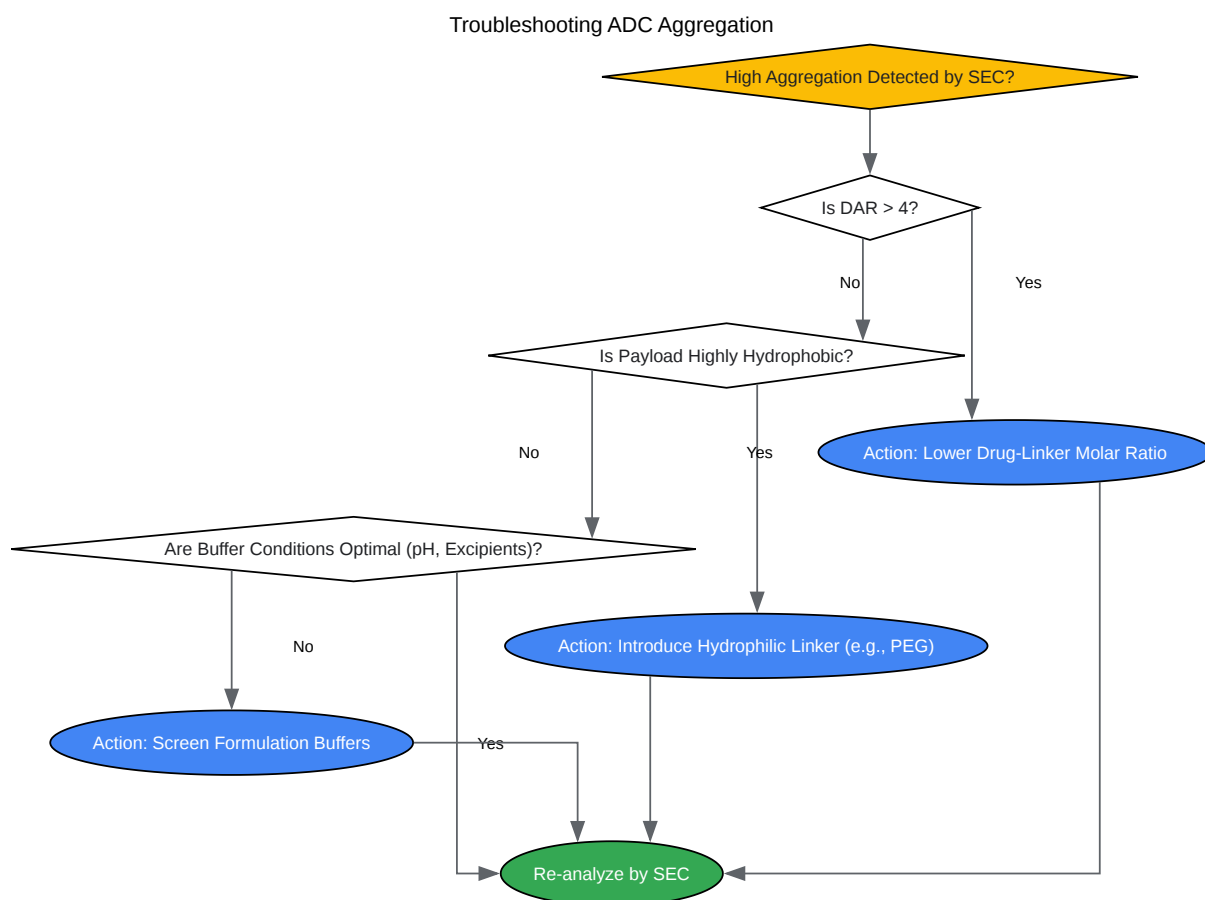 Troubleshooting ADC Aggregation
High Aggregation Detected by SEC?
Is DAR > 4?
No
Yes
Is Payload Highly Hydrophobic?
No
Yes
Action: Lower Drug-Linker Molar Ratio
Are Buffer Conditions Optimal (pH, Excipients)?
No
Action: Introduce Hydrophilic Linker (e.g., PEG)
Action: Screen Formulation Buffers
Yes
Re-analyze by SEC